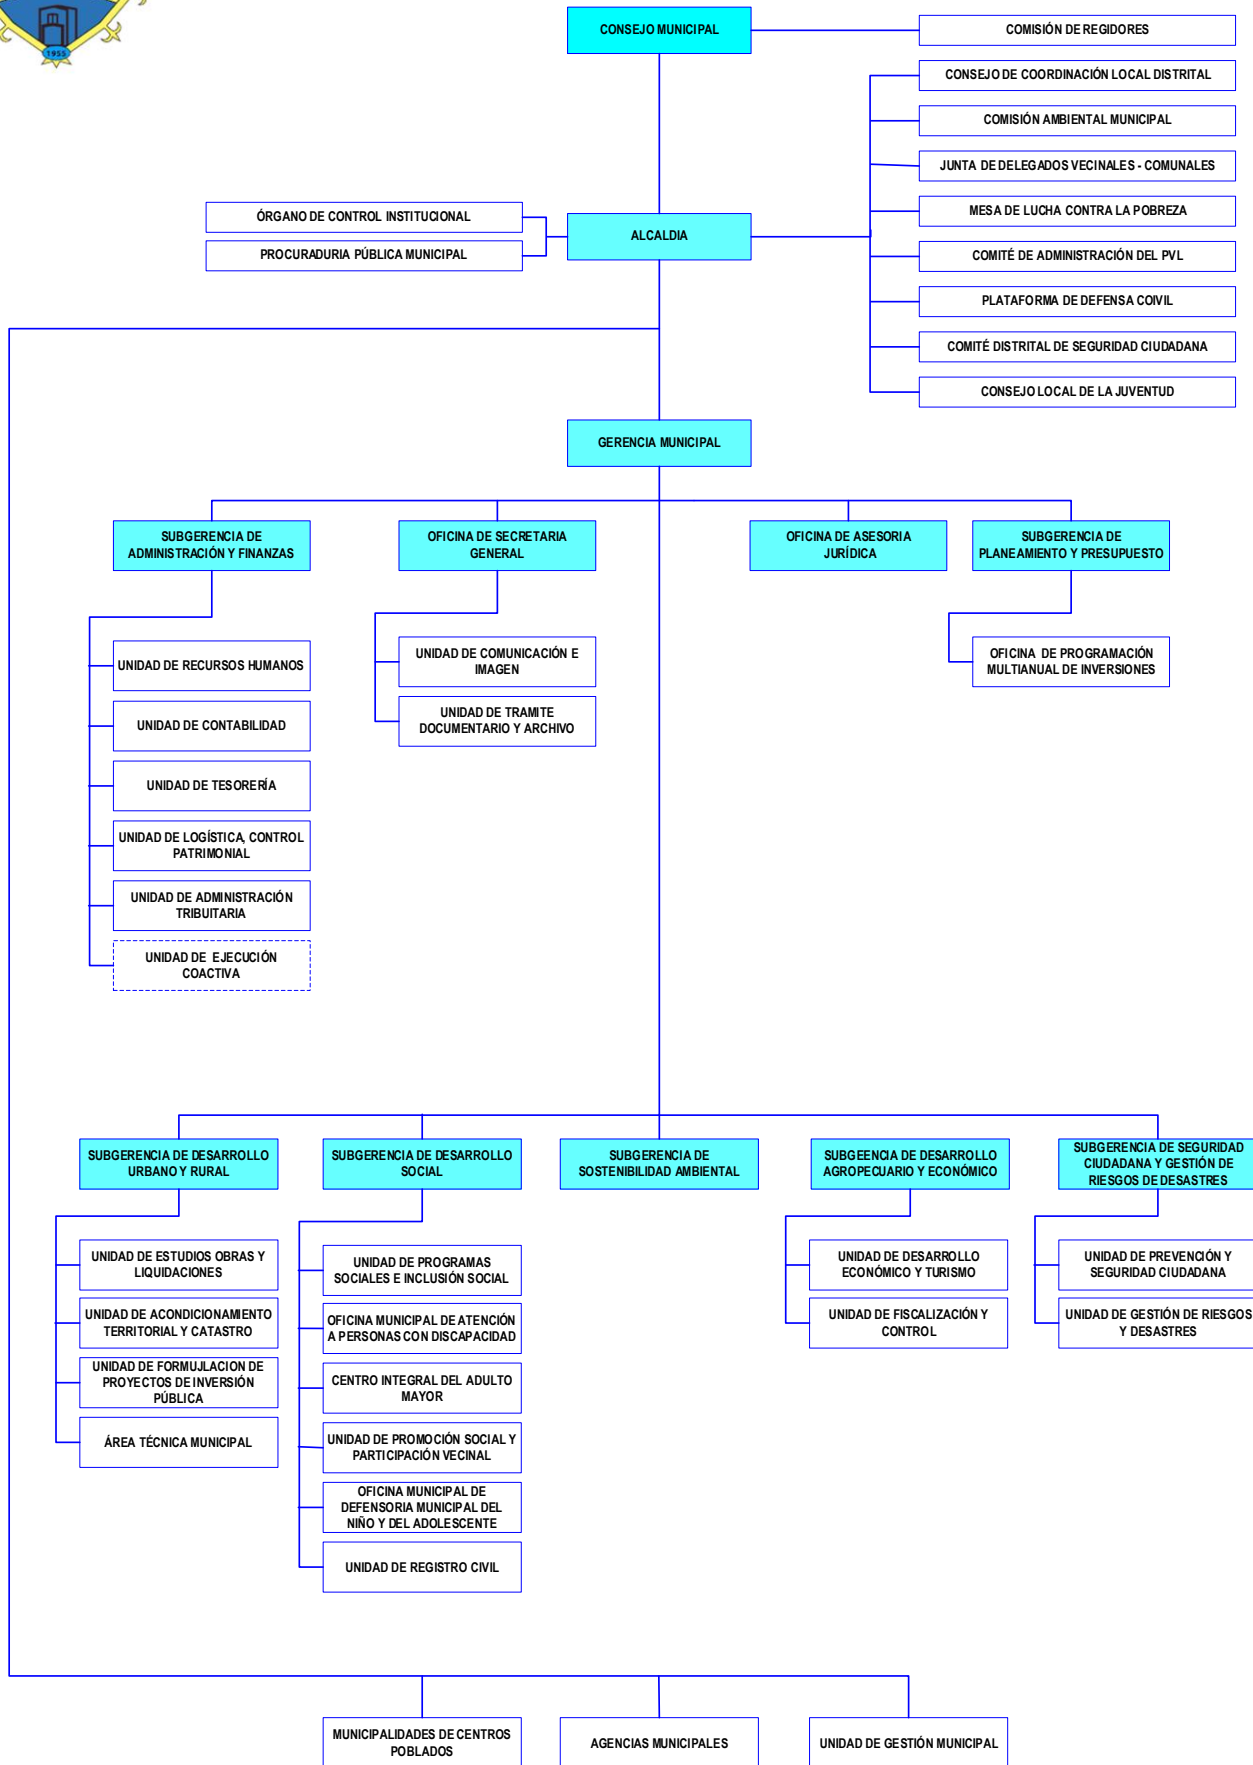 1955
CONSEJO MUNICIPAL
COMISIÓN DE REGIDORES
CONSEJO DE COORDINACIÓN LOCAL DISTRITAL
COMISIÓN AMBIENTAL MUNICIPAL
JUNTA DE DELEGADOS VECINALES - COMUNALES
MESA DE LUCHA CONTRA LA POBREZA
COMITÉ DE ADMINISTRACIÓN DEL PVL
PLATAFORMA DE DEFENSA COIVIL
COMITÉ DISTRITAL DE SEGURIDAD CIUDADANA
CONSEJO LOCAL DE LA JUVENTUD
ÓRGANO DE CONTROL INSTITUCIONAL
PROCURADURIA PÚBLICA MUNICIPAL
ALCALDIA
GERENCIA MUNICIPAL
SUBGERENCIA DE
ADMINISTRACIÓN Y FINANZAS
UNIDAD DE RECURSOS HUMANOS
UNIDAD DE CONTABILIDAD
UNIDAD DE TESORERÍA
UNIDAD DE LOGÍSTICA, CONTROL
PATRIMONIAL
UNIDAD DE ADMINISTRACIÓN
TRIBUTARIA
UNIDAD DE EJECUCIÓN
COACTIVA
OFICINA DE SECRETARIA
GENERAL
UNIDAD DE COMUNICACIÓN E
IMAGEN
UNIDAD DE TRAMITE
DOCUMENTARIO Y ARCHIVO
OFICINA DE ASESORIA
JURÍDICA
SUBGERENCIA DE
PLANEAMIENTO Y PRESUPUESTO
OFICINA DE PROGRAMACIÓN
MULTIANUAL DE INVERSIONES
SUBGERENCIA DE DESARROLLO
URBANO Y RURAL
UNIDAD DE ESTUDIOS OBRAS Y
LIQUIDACIONES
UNIDAD DE ACONDICIONAMIENTO
TERRITORIAL Y CATASTRO
UNIDAD DE FORMUJLACION DE
PROYECTOS DE INVERSIÓN
PÚBLICA
ÁREA TÉCNICA MUNICIPAL
SUBGERENCIA DE DESARROLLO
SOCIAL
UNIDAD DE PROGRAMAS
SOCIALES E INCLUSIÓN SOCIAL
OFICINA MUNICIPAL DE ATENCIÓN
A PERSONAS CON DISCAPACIDAD
CENTRO INTEGRAL DEL ADULTO
MAYOR
UNIDAD DE PROMOCIÓN SOCIAL Y
PARTICIPACIÓN VECINAL
OFICINA MUNICIPAL DE
DEFENSORIA MUNICIPAL DEL
NIÑO Y DEL ADOLESCENTE
UNIDAD DE REGISTRO CIVIL
SUBGERENCIA DE
SOSTENIBILIDAD AMBIENTAL
SUBGEENCIA DE DESARROLLO
AGROPECUARIO Y ECONÓMICO
UNIDAD DE DESARROLLO
ECONÓMICO Y TURISMO
UNIDAD DE FISCALIZACIÓN Y
CONTROL
SUBGERENCIA DE SEGURIDAD
CIUDADANA Y GESTIÓN DE
RIESGOS DE DESASTRES
UNIDAD DE PREVENCIÓN Y
SEGURIDAD CIUDADANA
UNIDAD DE GESTIÓN DE RIESGOS
Y DESASTRES
MUNICIPALIDADES DE CENTROS
POBLADOS
AGENCIAS MUNICIPALES
UNIDAD DE GESTIÓN MUNICIPAL